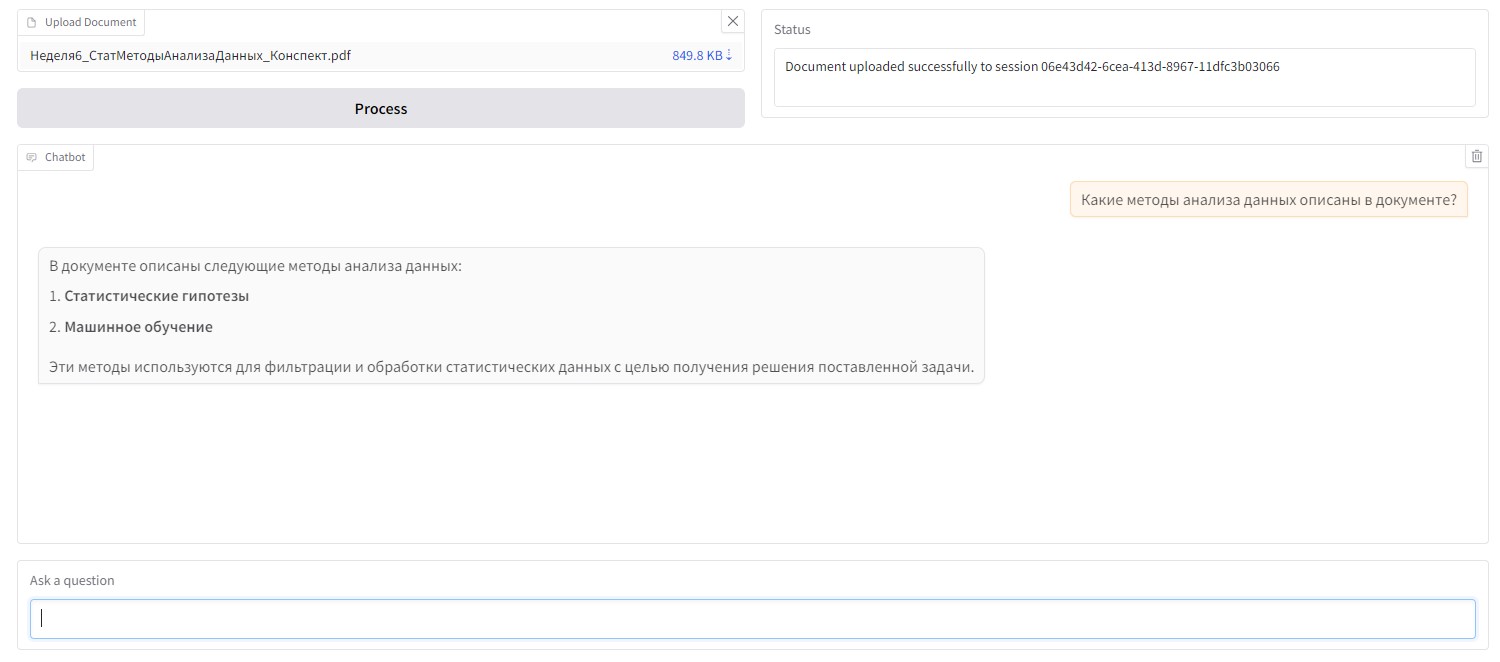 Upload Document
Неделя6_СтатМетодыАнализаДанных_Конспект.pdf
849.8 KB ⇣
Process
Status
Document uploaded successfully to session 06e43d42-6cea-413d-8967-11dfc3b03066
Chatbot
Какие методы анализа данных описаны в документе?
В документе описаны следующие методы анализа данных:
1. Статистические гипотезы
2. Машинное обучение
Эти методы используются для фильтрации и обработки статистических данных с целью получения решения поставленной задачи.
Ask a question